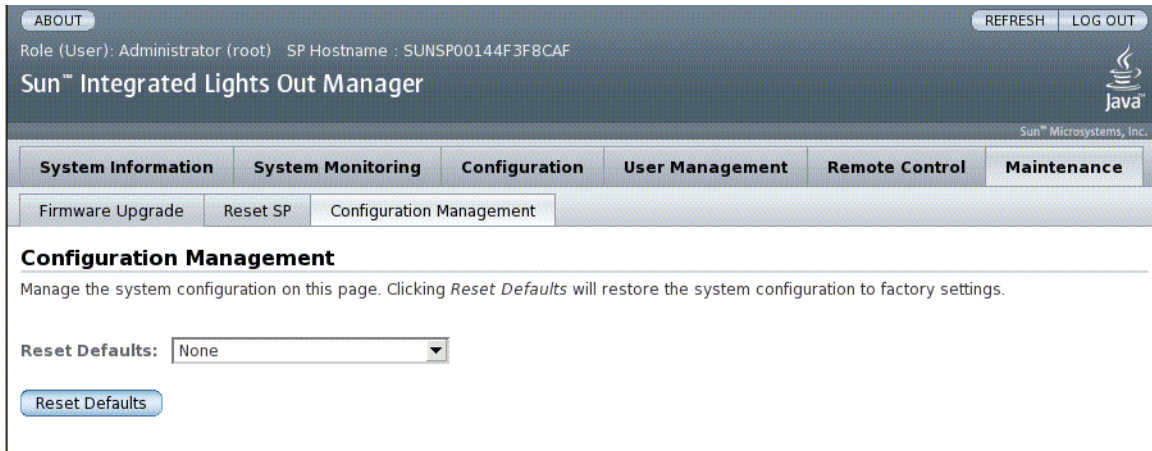 ABOUT REFRESH LOG OUT
Role (User): Administrator (root) SP Hostname : SUNSP00144F3F8CAF
Sun™ Integrated Lights Out Manager
Java™
Sun™ Microsystems, Inc.
System Information System Monitoring Configuration User Management Remote Control Maintenance
Firmware Upgrade Reset SP Configuration Management
Configuration Management
Manage the system configuration on this page. Clicking Reset Defaults will restore the system configuration to factory settings.
Reset Defaults: None
Reset Defaults